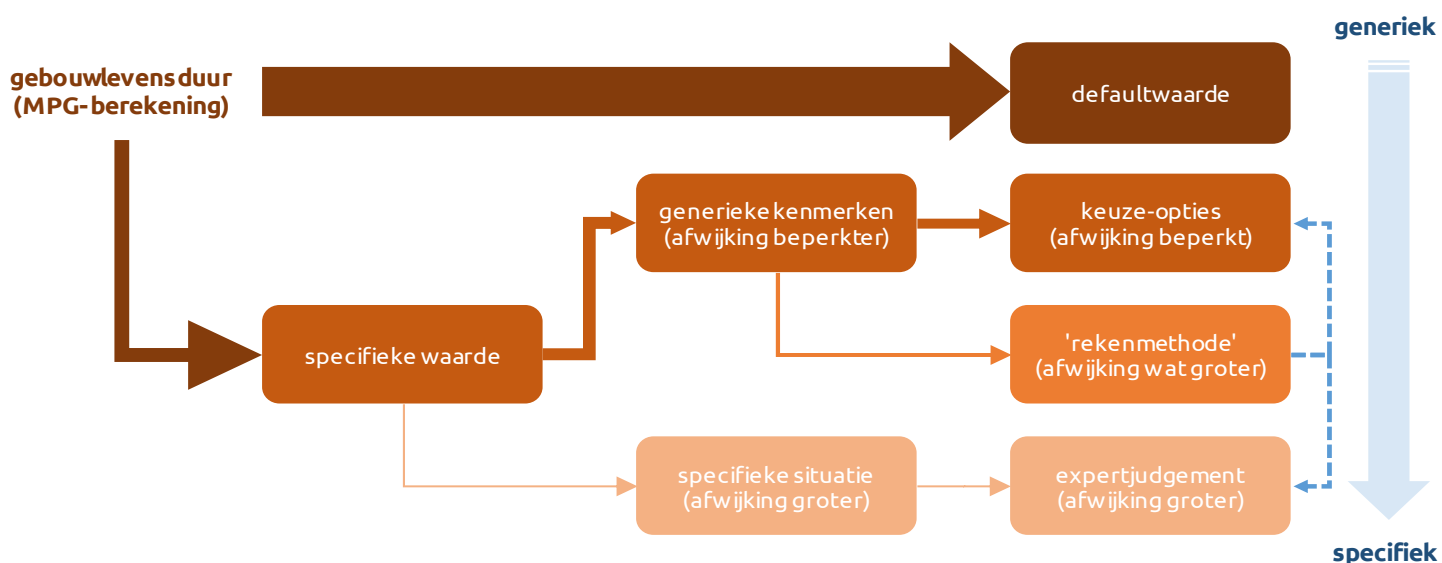 generiek
gebouwlevensduur
(MPG-berekening)
defaultwaarde
generieke kenmerken
(afwijking beperkter)
keuze-opties
(afwijking beperkt)
specifieke waarde
'rekenmethode'
(afwijking wat groter)
specifieke situatie
(afwijking groter)
expertjudgement
(afwijking groter)
specifiek